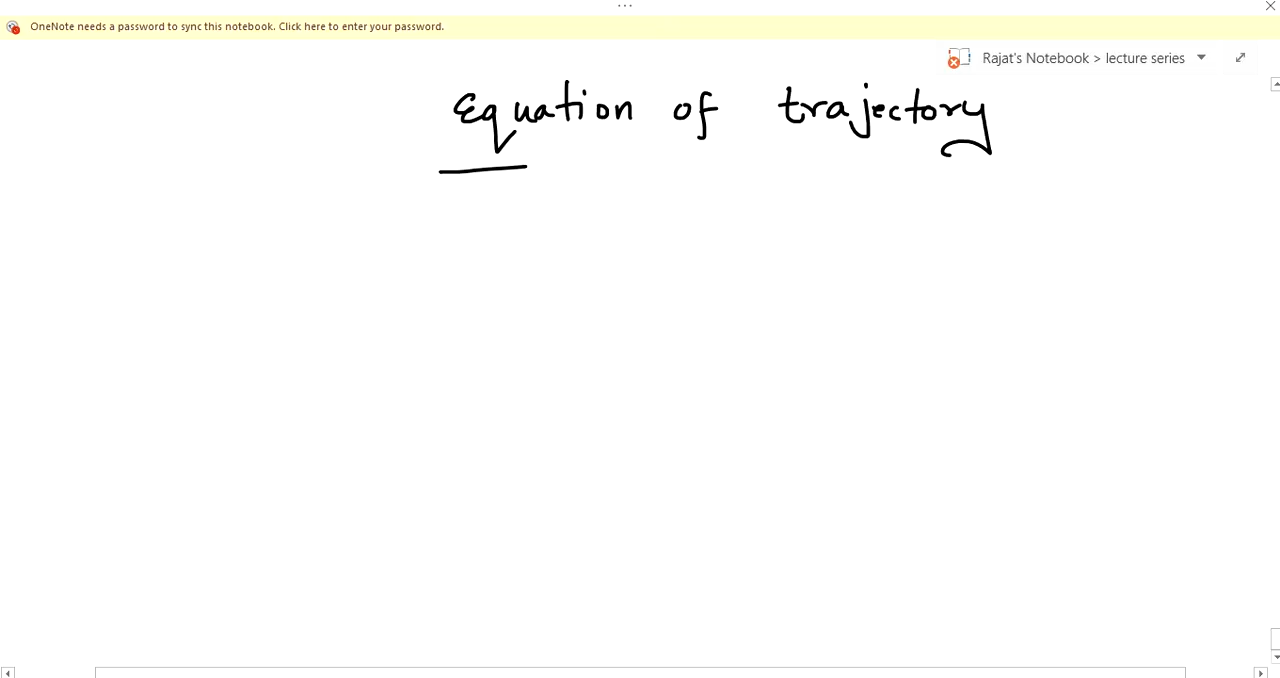 ...
OneNote needs a password to sync this notebook. Click here to enter your password.
Rajat's Notebook > lecture series
Equation of trajectory